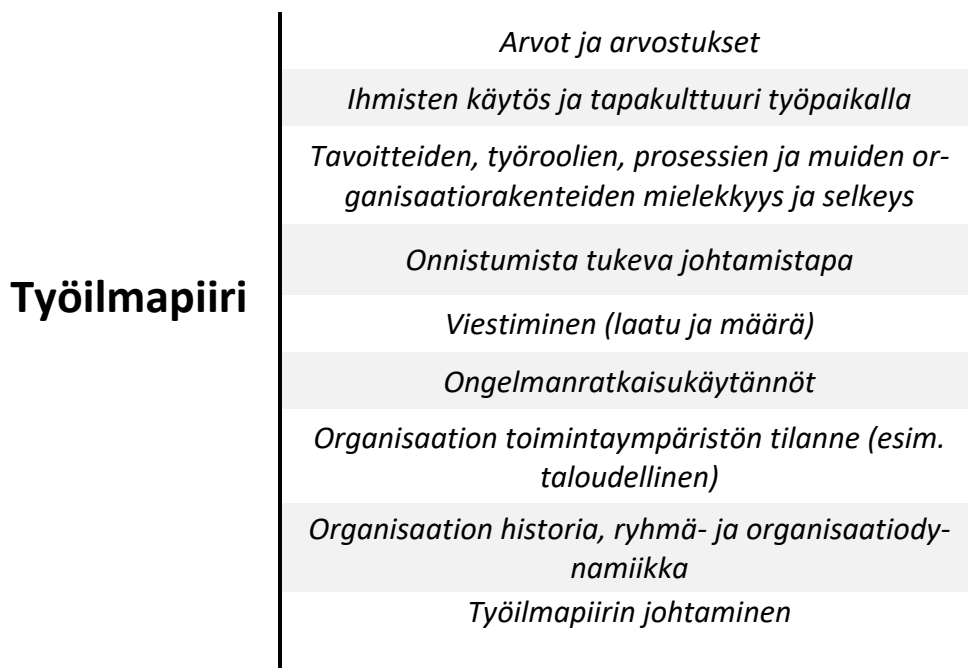 Työilmapiiri
Arvot ja arvostukset
Ihmisten käytös ja tapakulttuuri työpaikalla
Tavoitteiden, työroolien, prosessien ja muiden or-
ganisaatiorakenteiden mielekkyys ja selkeys
Onnistumista tukeva johtamistapa
Viestiminen (laatu ja määrä)
Ongelmanratkaisukäytännöt
Organisaation toimintaympäristön tilanne (esim.
taloudellinen)
Organisaation historia, ryhmä- ja organisaatiody-
namiikka
Työilmapiirin johtaminen